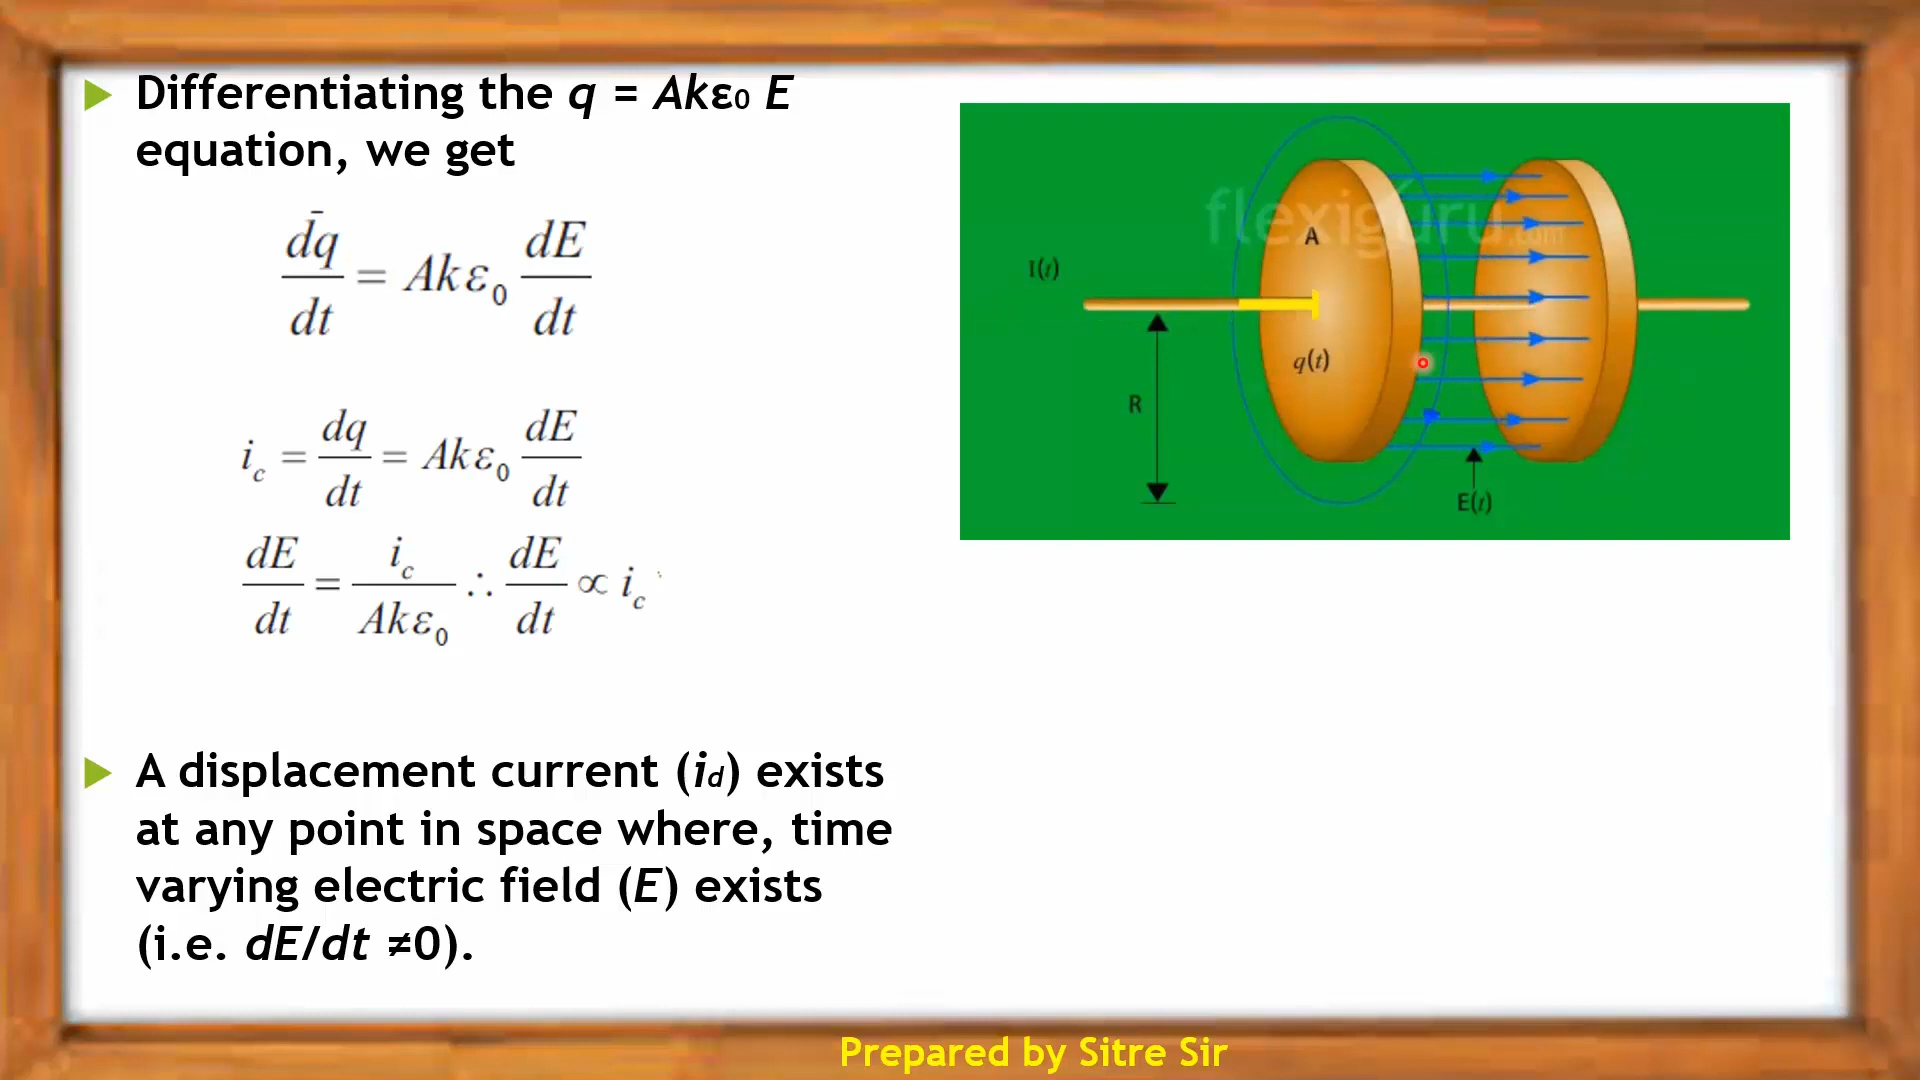 Differentiating the q = Akε₀ E
equation, we get
dq/dt = Akε₀ dE/dt
i_c = dq/dt = Akε₀ dE/dt
dE/dt = i_c/Akε₀ ∴ dE/dt ∝ i_c
A displacement current (i_d) exists
at any point in space where, time
varying electric field (E) exists
(i.e. dE/dt ≠0).
flexiguru.com
A
I(t)
q(t)
R
E(t)
Prepared by Sitre Sir